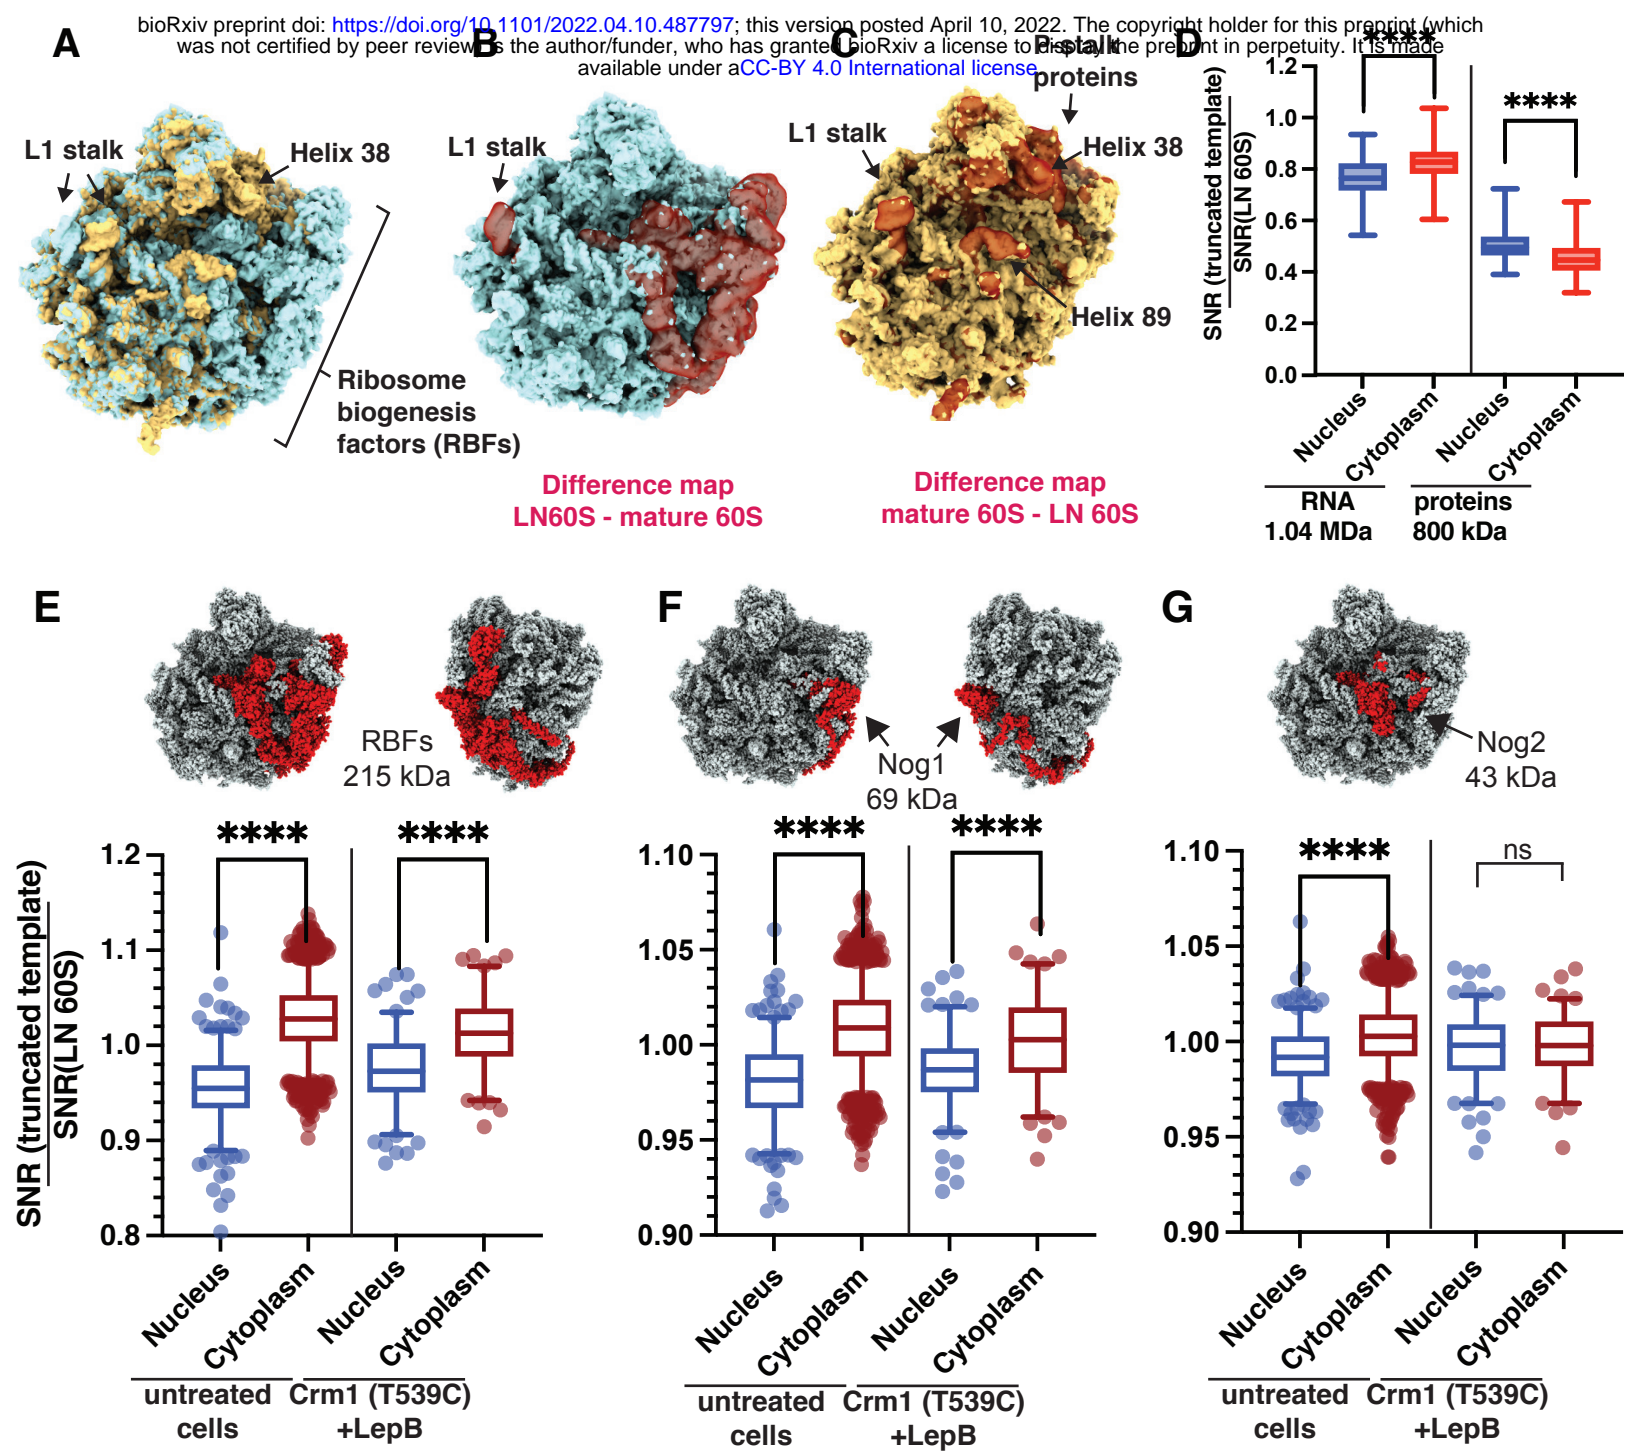 bioRxiv preprint doi: https://doi.org/10.1101/2022.04.10.487797; this version posted April 10, 2022. The copyright holder for this preprint (which
was not certified by peer review) is the author/funder, who has granted bioRxiv a license to display the preprint in perpetuity. It is made
available under aCC-BY 4.0 International license
A
L1 stalk
Helix 38
Ribosome
biogenesis
factors (RBFs)
B
L1 stalk
Difference map
LN60S - mature 60S
C
P-stalk
proteins
L1 stalk
Helix 38
Helix 89
Difference map
mature 60S - LN 60S
D
SNR (truncated template)
SNR(LN 60S)
1.2
1.0
0.8
0.6
0.4
0.2
0.0
****
****
Nucleus
Cytoplasm
Nucleus
Cytoplasm
RNA
1.04 MDa
proteins
800 kDa
E
RBFs
215 kDa
SNR (truncated template)
SNR(LN 60S)
1.2
1.1
1.0
0.9
0.8
****
****
Nucleus
Cytoplasm
Nucleus
Cytoplasm
untreated
cells
Crm1 (T539C)
+LepB
F
Nog1
69 kDa
1.10
1.05
1.00
0.95
0.90
****
****
Nucleus
Cytoplasm
Nucleus
Cytoplasm
untreated
cells
Crm1 (T539C)
+LepB
G
Nog2
43 kDa
1.10
1.05
1.00
0.95
0.90
****
ns
Nucleus
Cytoplasm
Nucleus
Cytoplasm
untreated
cells
Crm1 (T539C)
+LepB